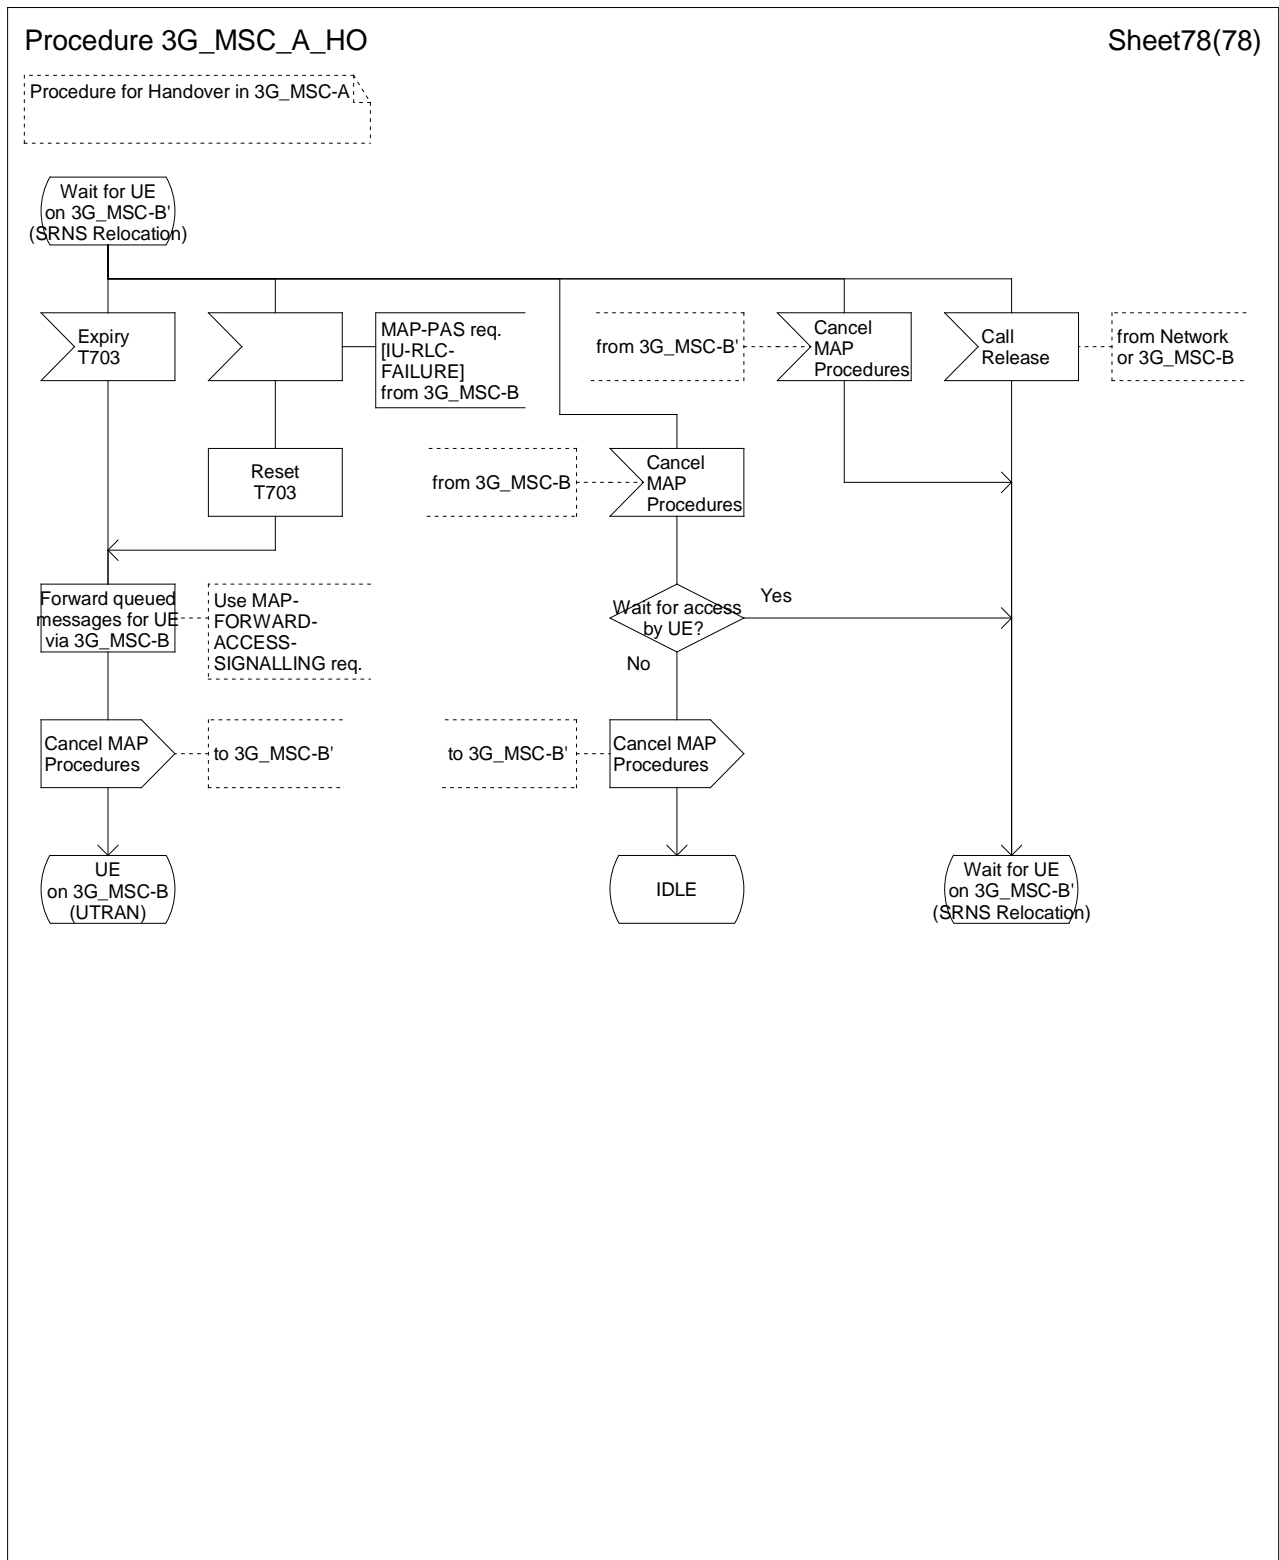 Procedure 3G_MSC_A_HO
Sheet78(78)
Procedure for Handover in 3G_MSC-A
Wait for UE
on 3G_MSC-B'
(SRNS Relocation)
Expiry
T703
MAP-PAS req.
[IU-RLC-
FAILURE]
from 3G_MSC-B
from 3G_MSC-B'
Cancel
MAP
Procedures
Call
Release
from Network
or 3G_MSC-B
Reset
T703
from 3G_MSC-B
Cancel
MAP
Procedures
Forward queued
messages for UE
via 3G_MSC-B
Use MAP-
FORWARD-
ACCESS-
SIGNALLING req.
Wait for access
by UE?
Yes
No
Cancel MAP
Procedures
to 3G_MSC-B'
to 3G_MSC-B'
Cancel MAP
Procedures
UE
on 3G_MSC-B
(UTRAN)
IDLE
Wait for UE
on 3G_MSC-B'
(SRNS Relocation)